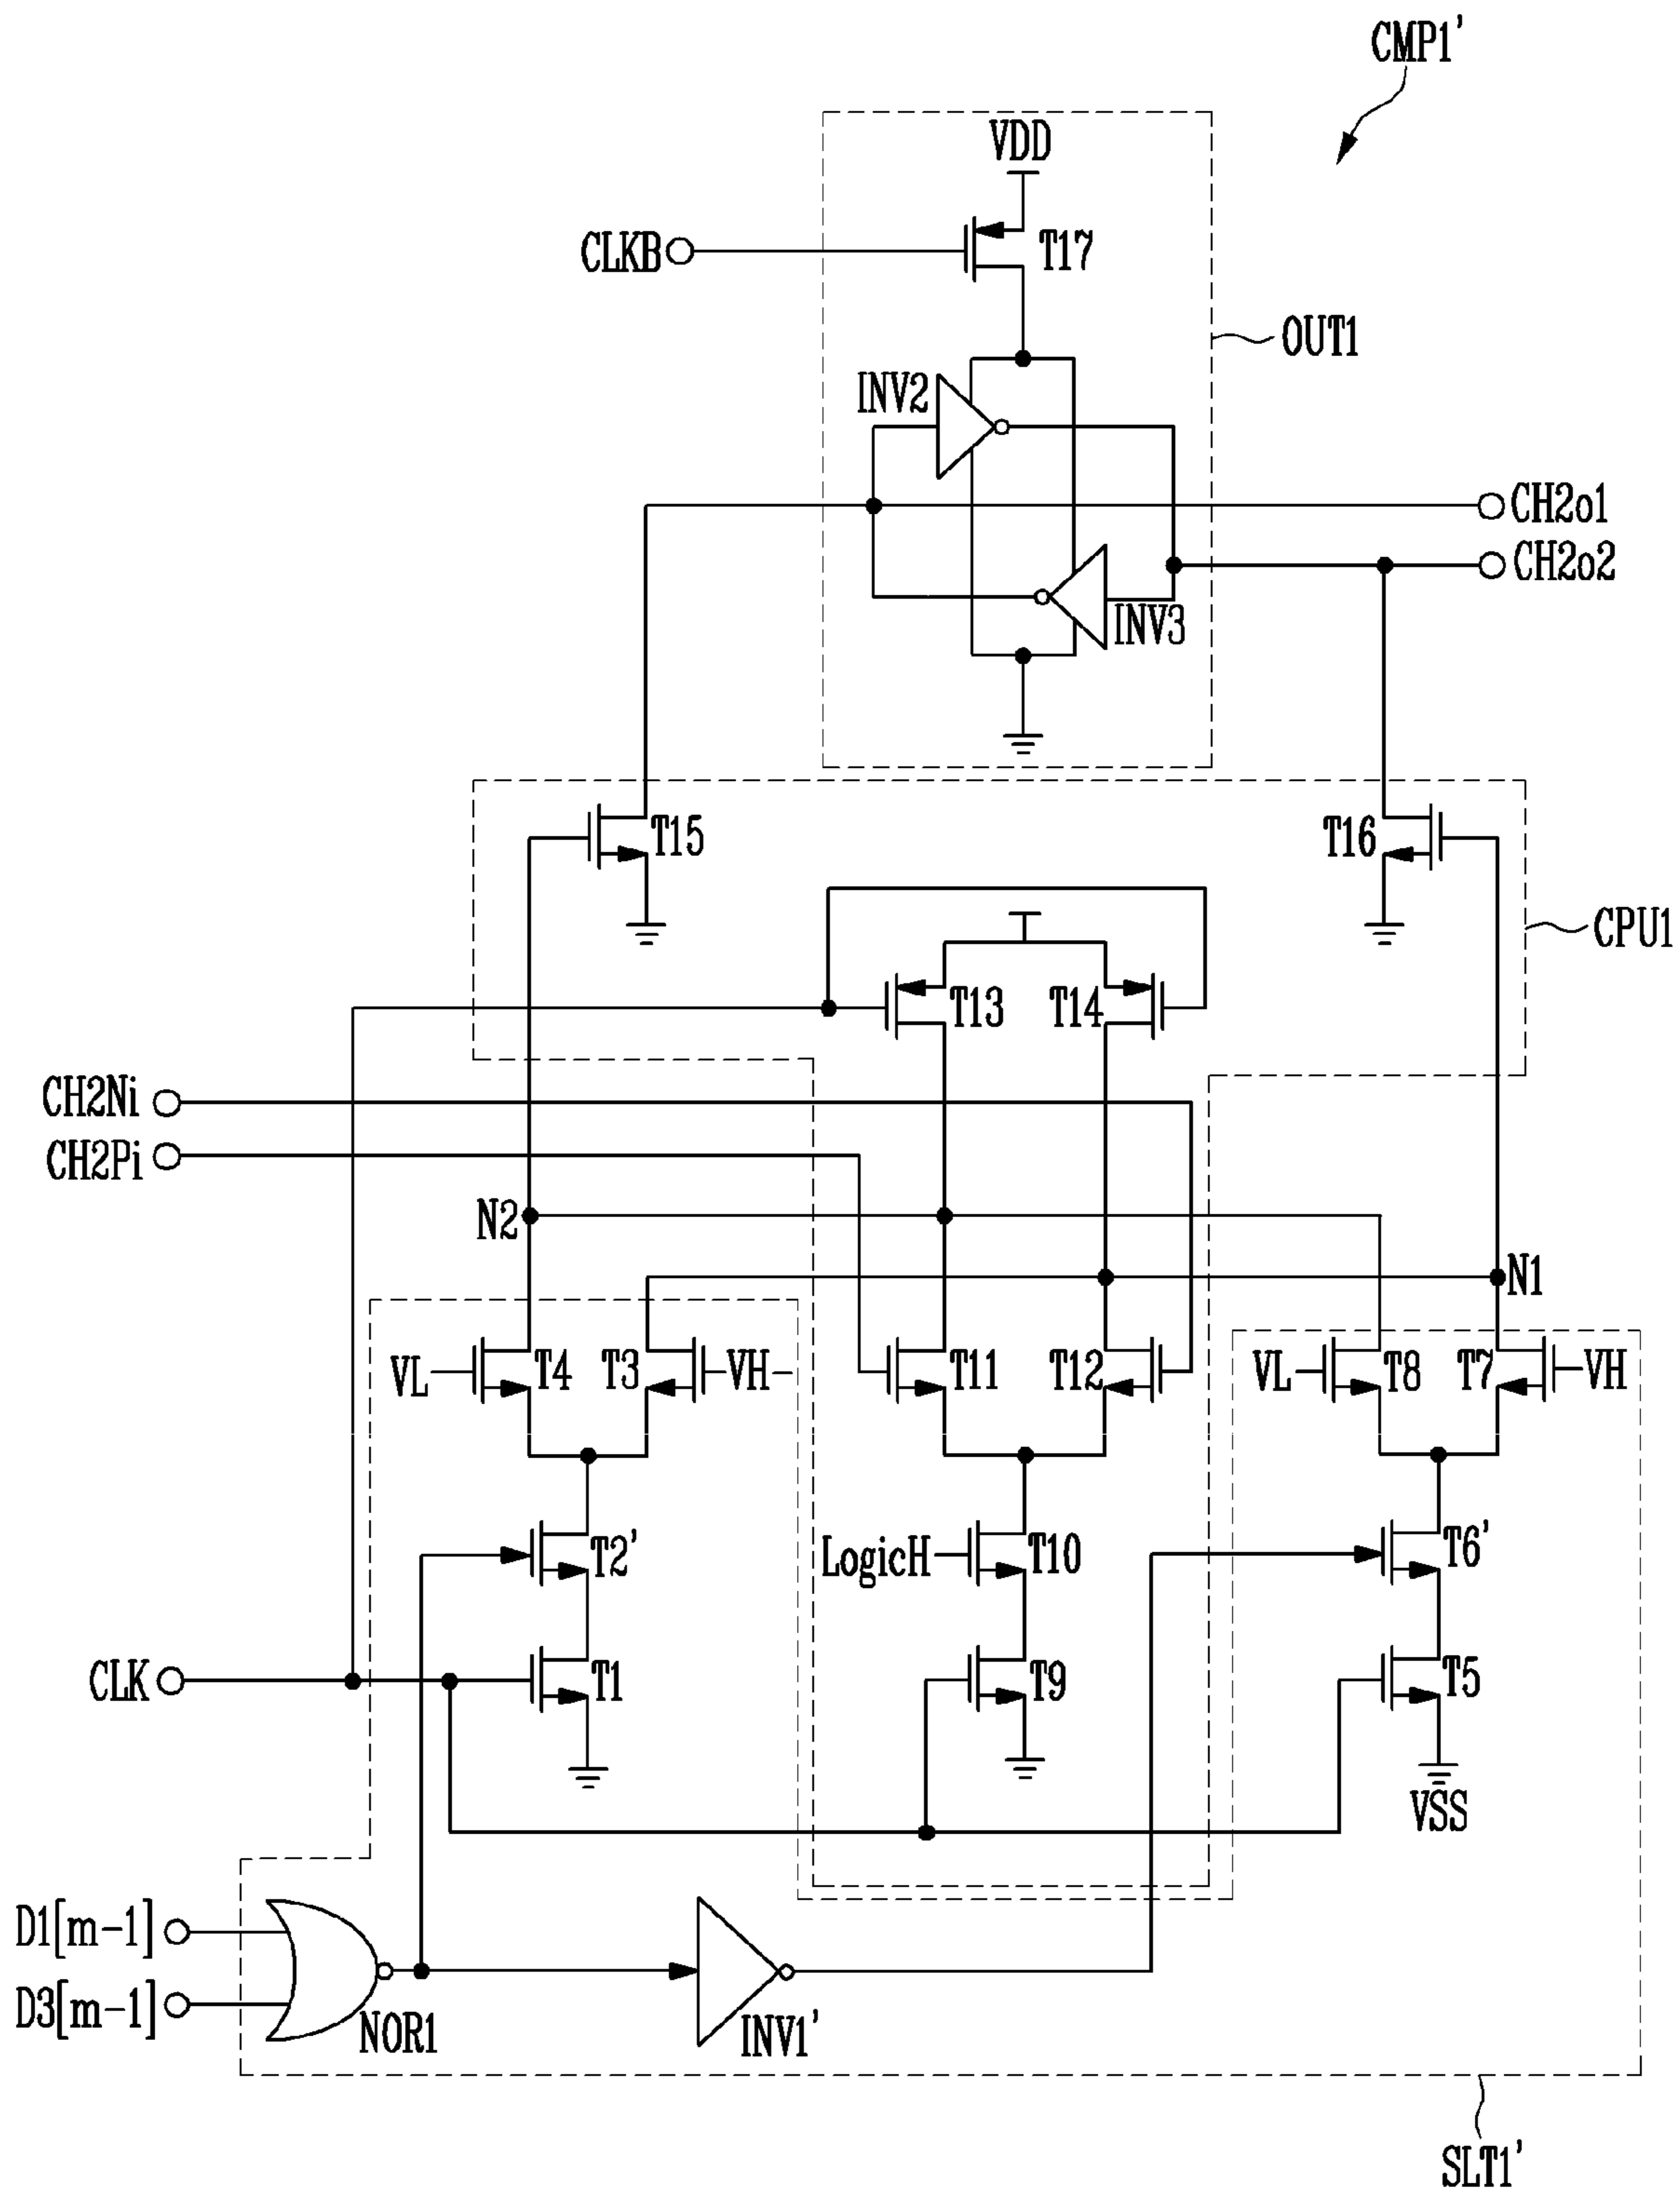 CMP1'
VDD
CLKB
T17
OUT1
INV2
CH2o1
CH2o2
INV3
T15
T16
CPU1
T13
T14
CH2Ni
CH2Pi
N2
N1
VL
T4
T3
VH
T11
T12
VL
T8
T7
VH
T2'
LogicH
T10
T6'
CLK
T1
T9
T5
VSS
D1[m-1]
D3[m-1]
NOR1
INV1'
SLT1'